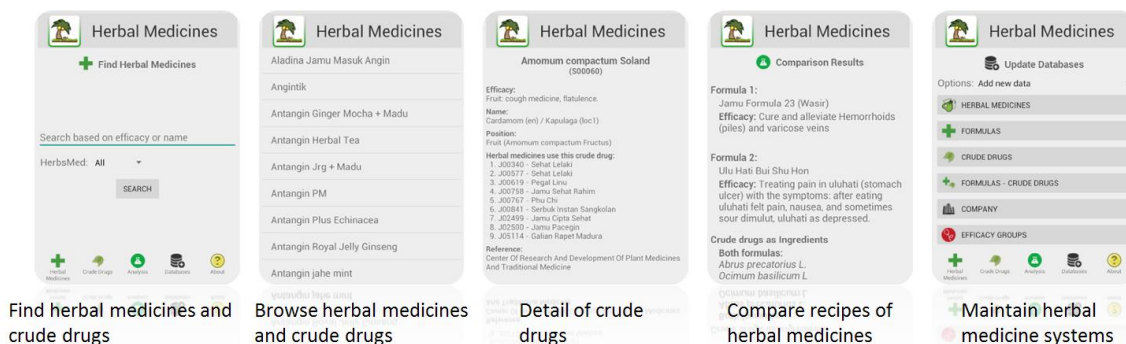 Herbal Medicines
Find Herbal Medicines
Search based on efficacy or name
HerbsMed: All
SEARCH
Herbal
Medicines
Crude Drugs
Analysis
Databases
About
Find herbal medicines and
crude drugs
Herbal Medicines
Aladina Jamu Masuk Angin
Angintik
Antangin Ginger Mocha + Madu
Antangin Herbal Tea
Antangin Jrg + Madu
Antangin PM
Antangin Plus Echinacea
Antangin Royal Jelly Ginseng
Antangin jahe mint
Browse herbal medicines
and crude drugs
Herbal Medicines
Amomum compactum Soland
(S00060)
Efficacy:
Fruit: cough medicine, flatulence.
Name:
Cardamom (en) / Kapulaga (loc1)
Position:
Fruit (Amomum compactum Fructus)
Herbal medicines use this crude drug:
1. J00340 - Sehat Lelaki
2. J00577 - Sehat Lelaki
3. J00619 - Pegal Linu
4. J00758 - Jamu Sehat Rahim
5. J00767 - Phu Chi
6. J00841 - Serbuk Instan Sangkolan
7. J02499 - Jamu Cipta Sehat
8. J02500 - Jamu Pacegin
9. J05114 - Galian Rapet Madura
Reference:
Center Of Research And Development Of Plant Medicines
And Traditional Medicine
Detail of crude
drugs
Herbal Medicines
Comparison Results
Formula 1:
Jamu Formula 23 (Wasir)
Efficacy: Cure and alleviate Hemorrhoids
(piles) and varicose veins
Formula 2:
Ulu Hati Bui Shu Hon
Efficacy: Treating pain in uluhati (stomach
ulcer) with the symptoms: after eating
uluhati felt pain, nausea, and sometimes
sour dimulut, uluhati as depressed.
Crude drugs as Ingredients
Both formulas:
Abrus precatorius L.
Ocimum basilicum L
Compare recipes of
herbal medicines
Herbal Medicines
Update Databases
Options: Add new data
HERBAL MEDICINES
FORMULAS
CRUDE DRUGS
FORMULAS - CRUDE DRUGS
COMPANY
EFFICACY GROUPS
Herbal
Medicines
Crude Drugs
Analysis
Databases
About
Maintain herbal
medicine systems